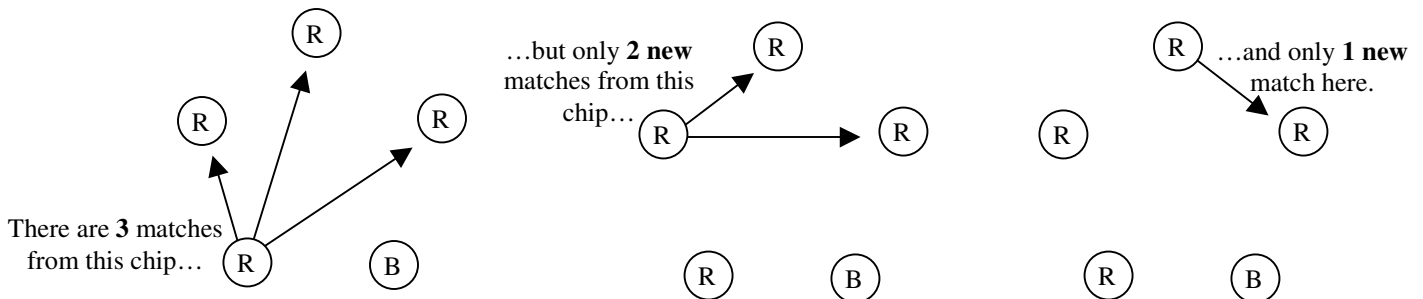 R
R
R
There are 3 matches
from this chip…
R
B
…but only 2 new
matches from this
chip…
R
R
R
R
B
R
…and only 1 new
match here.
R
R
R
B